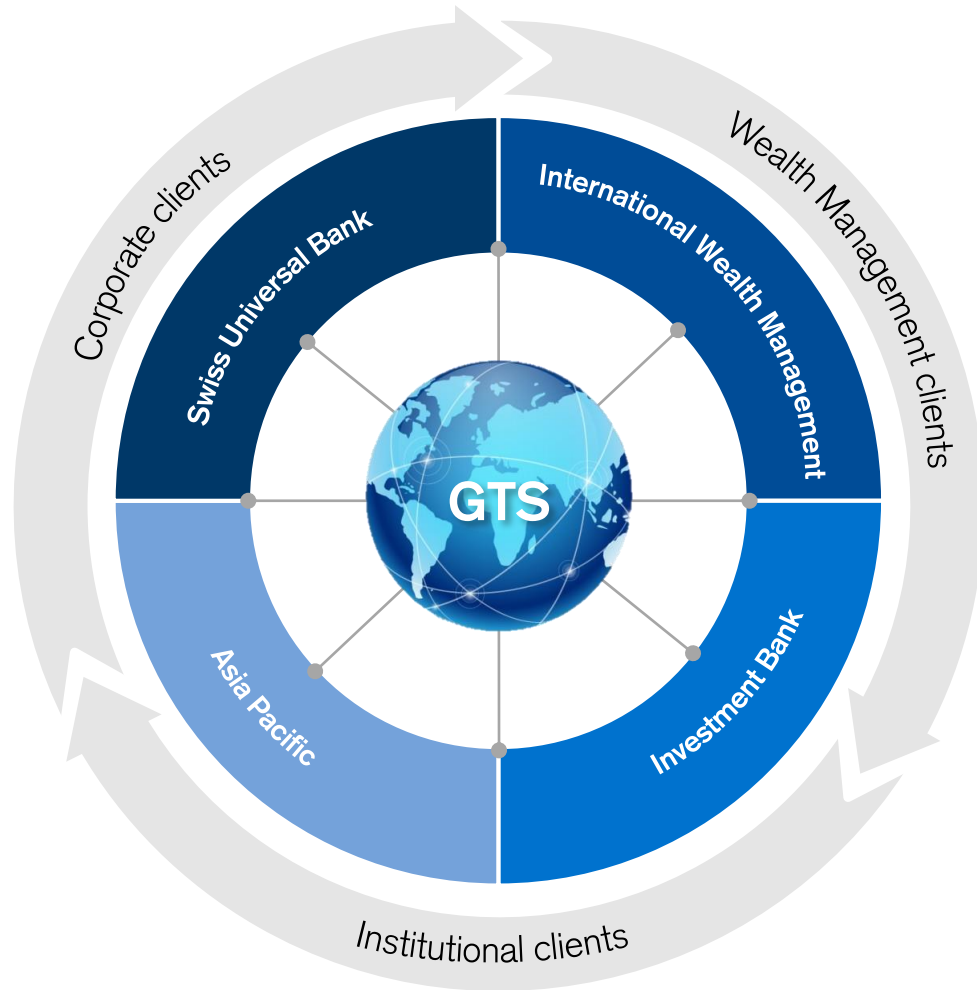 Corporate clients
Wealth Management clients
Swiss Universal Bank
International Wealth Management
GTS
Asia Pacific
Investment Bank
Institutional clients